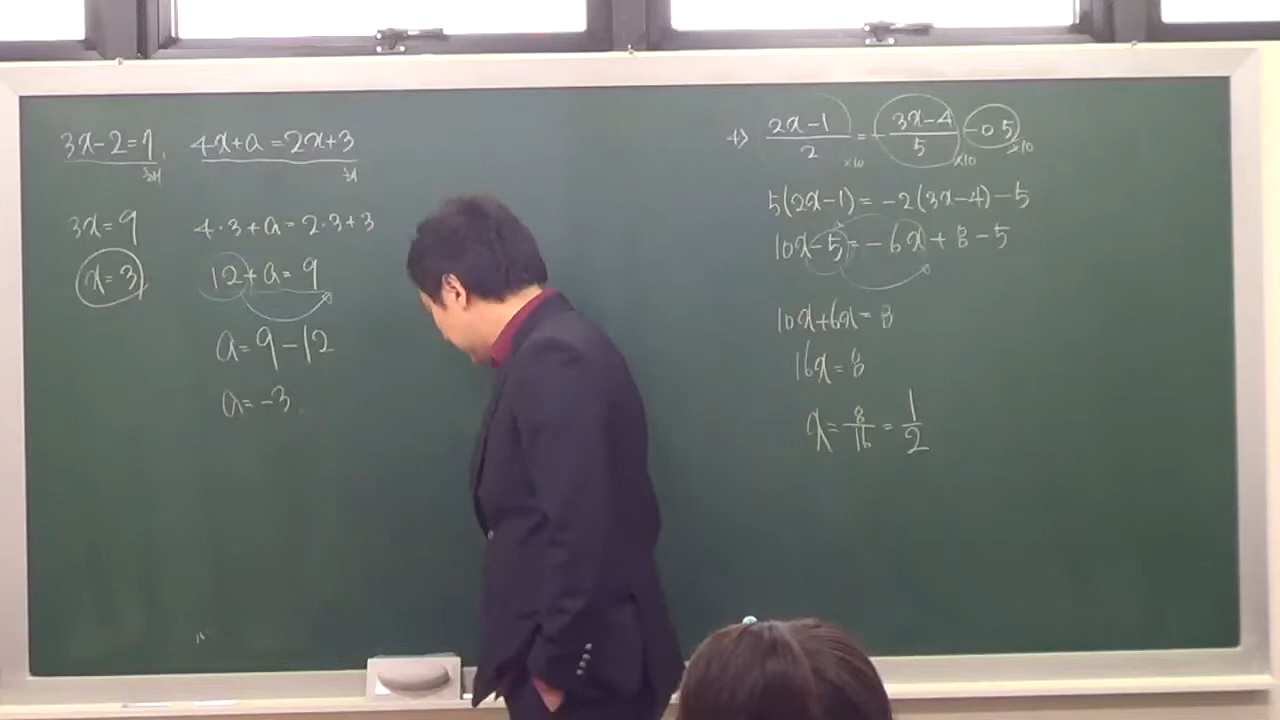 3x-2=7, 4x+a=2x+3
3x=9
x=3
4·3+a=2·3+3
12+a=9
a=9-12
a=-3
4) (2x-1)/2 = -(3x-4)/5 -0.5
×10 ×10 ×10
5(2x-1)=-2(3x-4)-5
10x-5=-6x+8-5
10x+6x=8
16x=8
x=8/16=1/2